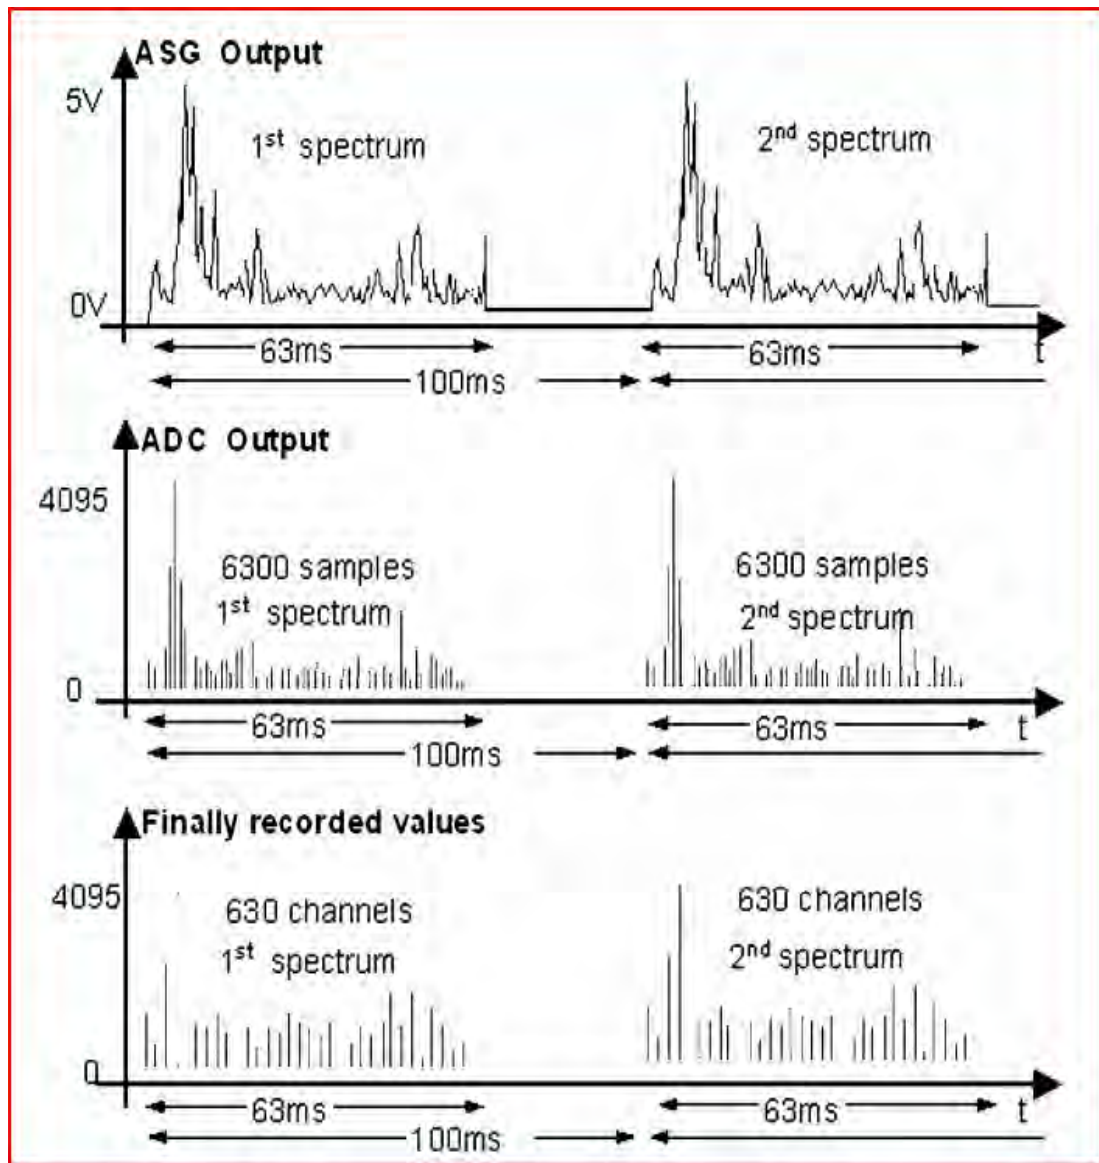 ASG Output
5V
1st spectrum
2nd spectrum
0V
63ms
63ms
t
100ms
ADC Output
4095
6300 samples
6300 samples
1st spectrum
2nd spectrum
0
63ms
63ms
t
100ms
Finally recorded values
4095
630 channels
630 channels
1st spectrum
2nd spectrum
0
63ms
63ms
t
100ms